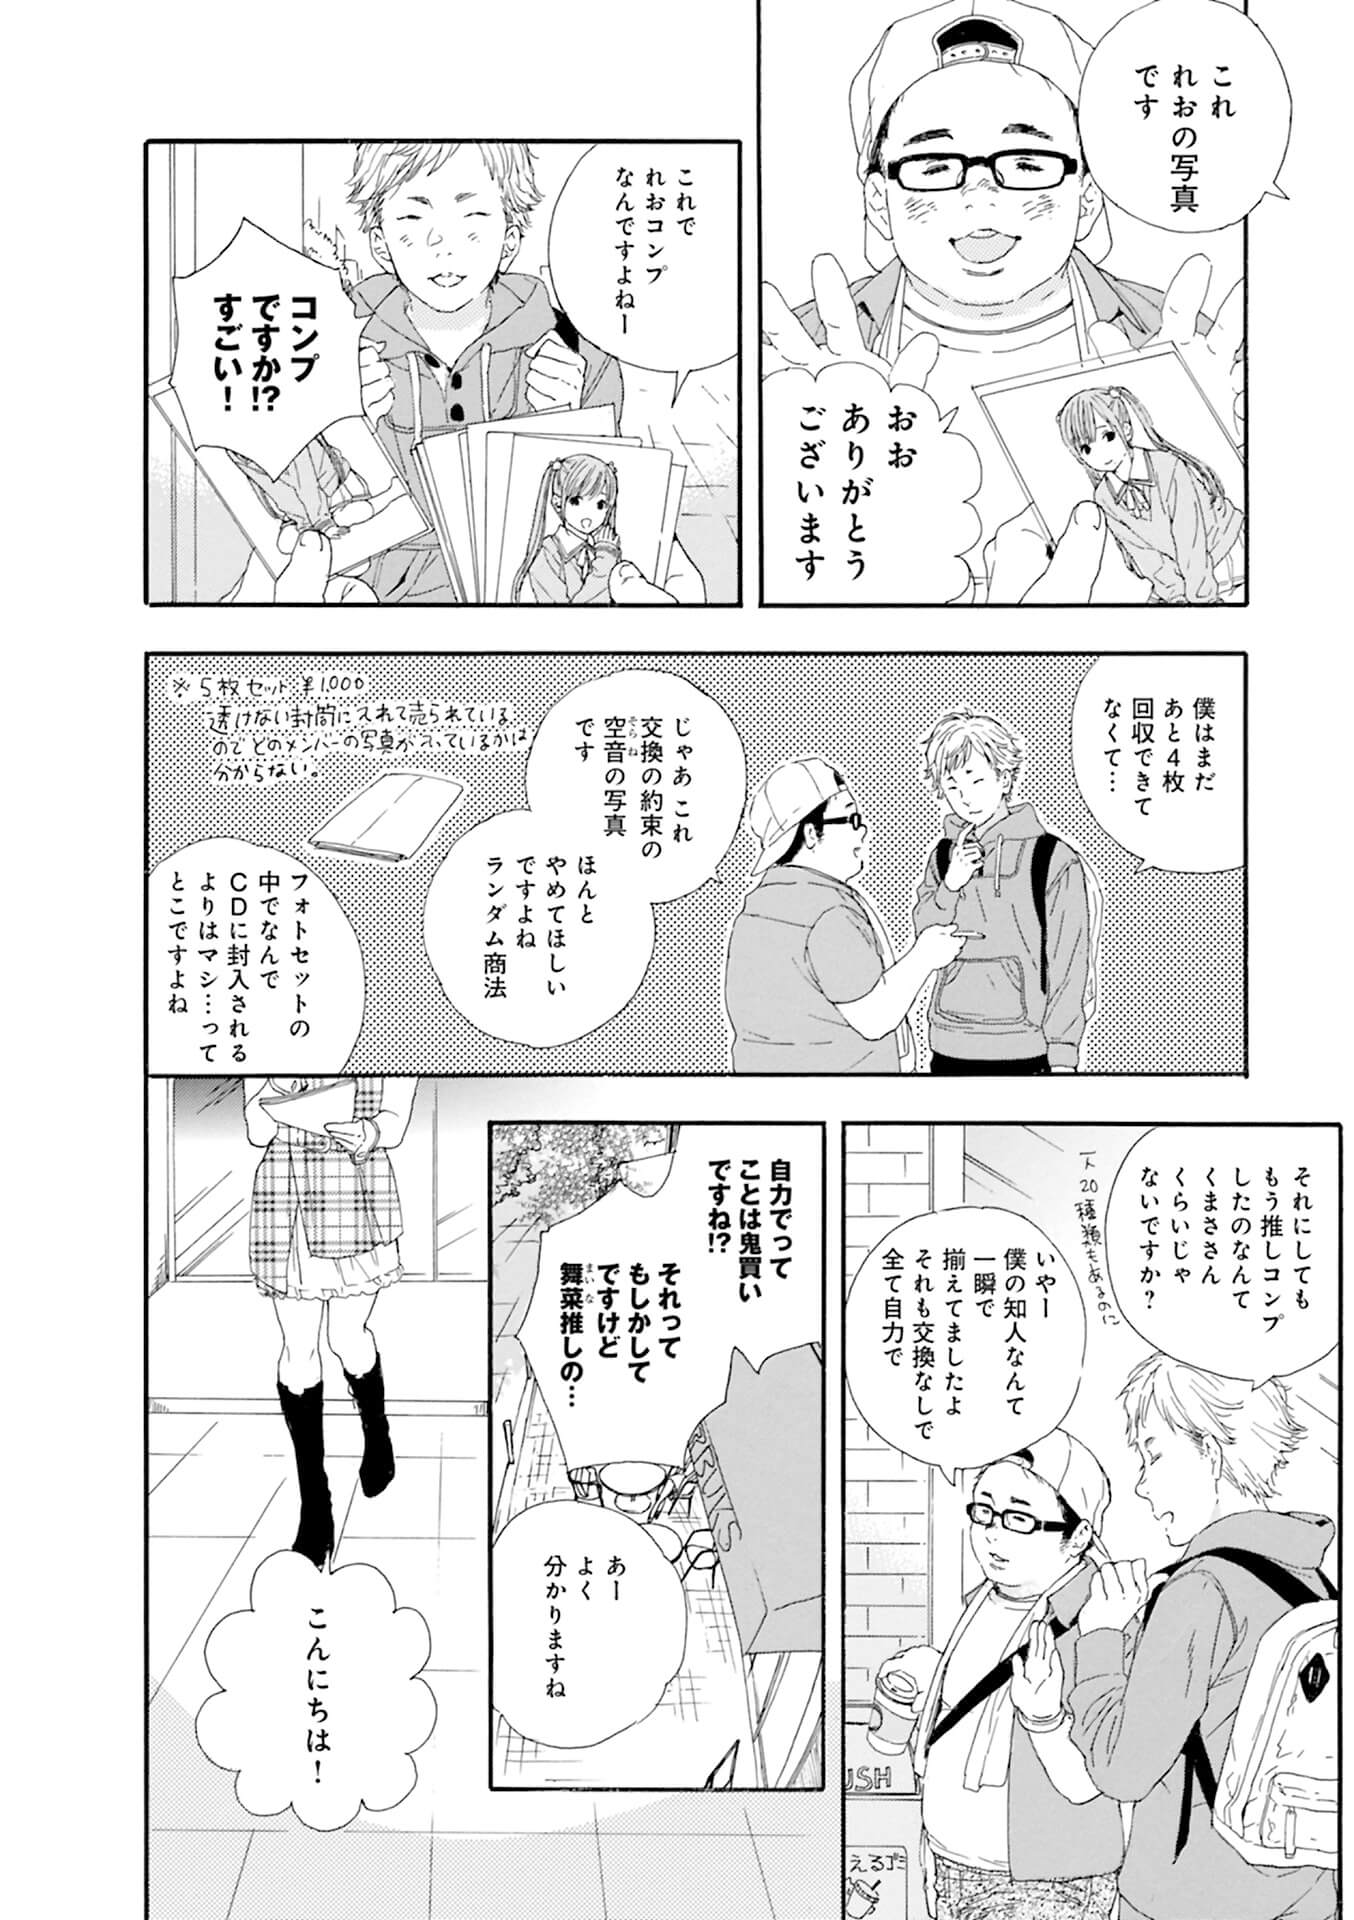 これ
れおの写真
です
おお
ありがとう
ございます
これで
れおコンプ
なんですよねー
コンプ
ですか!?
すごい!
僕はまだ
あと4枚
回収できて
なくて…
じゃあ これ
交換の約束の
空音の写真
そらね
です
ほんと
やめてほしい
ですよね
ランダム商法
※5枚セット¥1,000
透けない封筒に入れて売られている
のでどのメンバーの写真が入っているかは
分からない。
フォトセットの
中でなんで
CDに封入される
よりはマシ…って
とこですよね
それにしても
もう推しコンプ
したのなんて
くまささん
くらいじゃ
ないですか?
一人20種類もあるのに
いやー
僕の知人なんて
一瞬で
揃えてましたよ
それも交換なしで
全て自力で
USH
えるゴミ
自力でって
ことは鬼買い
ですね!?
それって
もしかして
ですけど
舞菜推しの…
まいな
あー
よく
分かりますね
こんにちは!